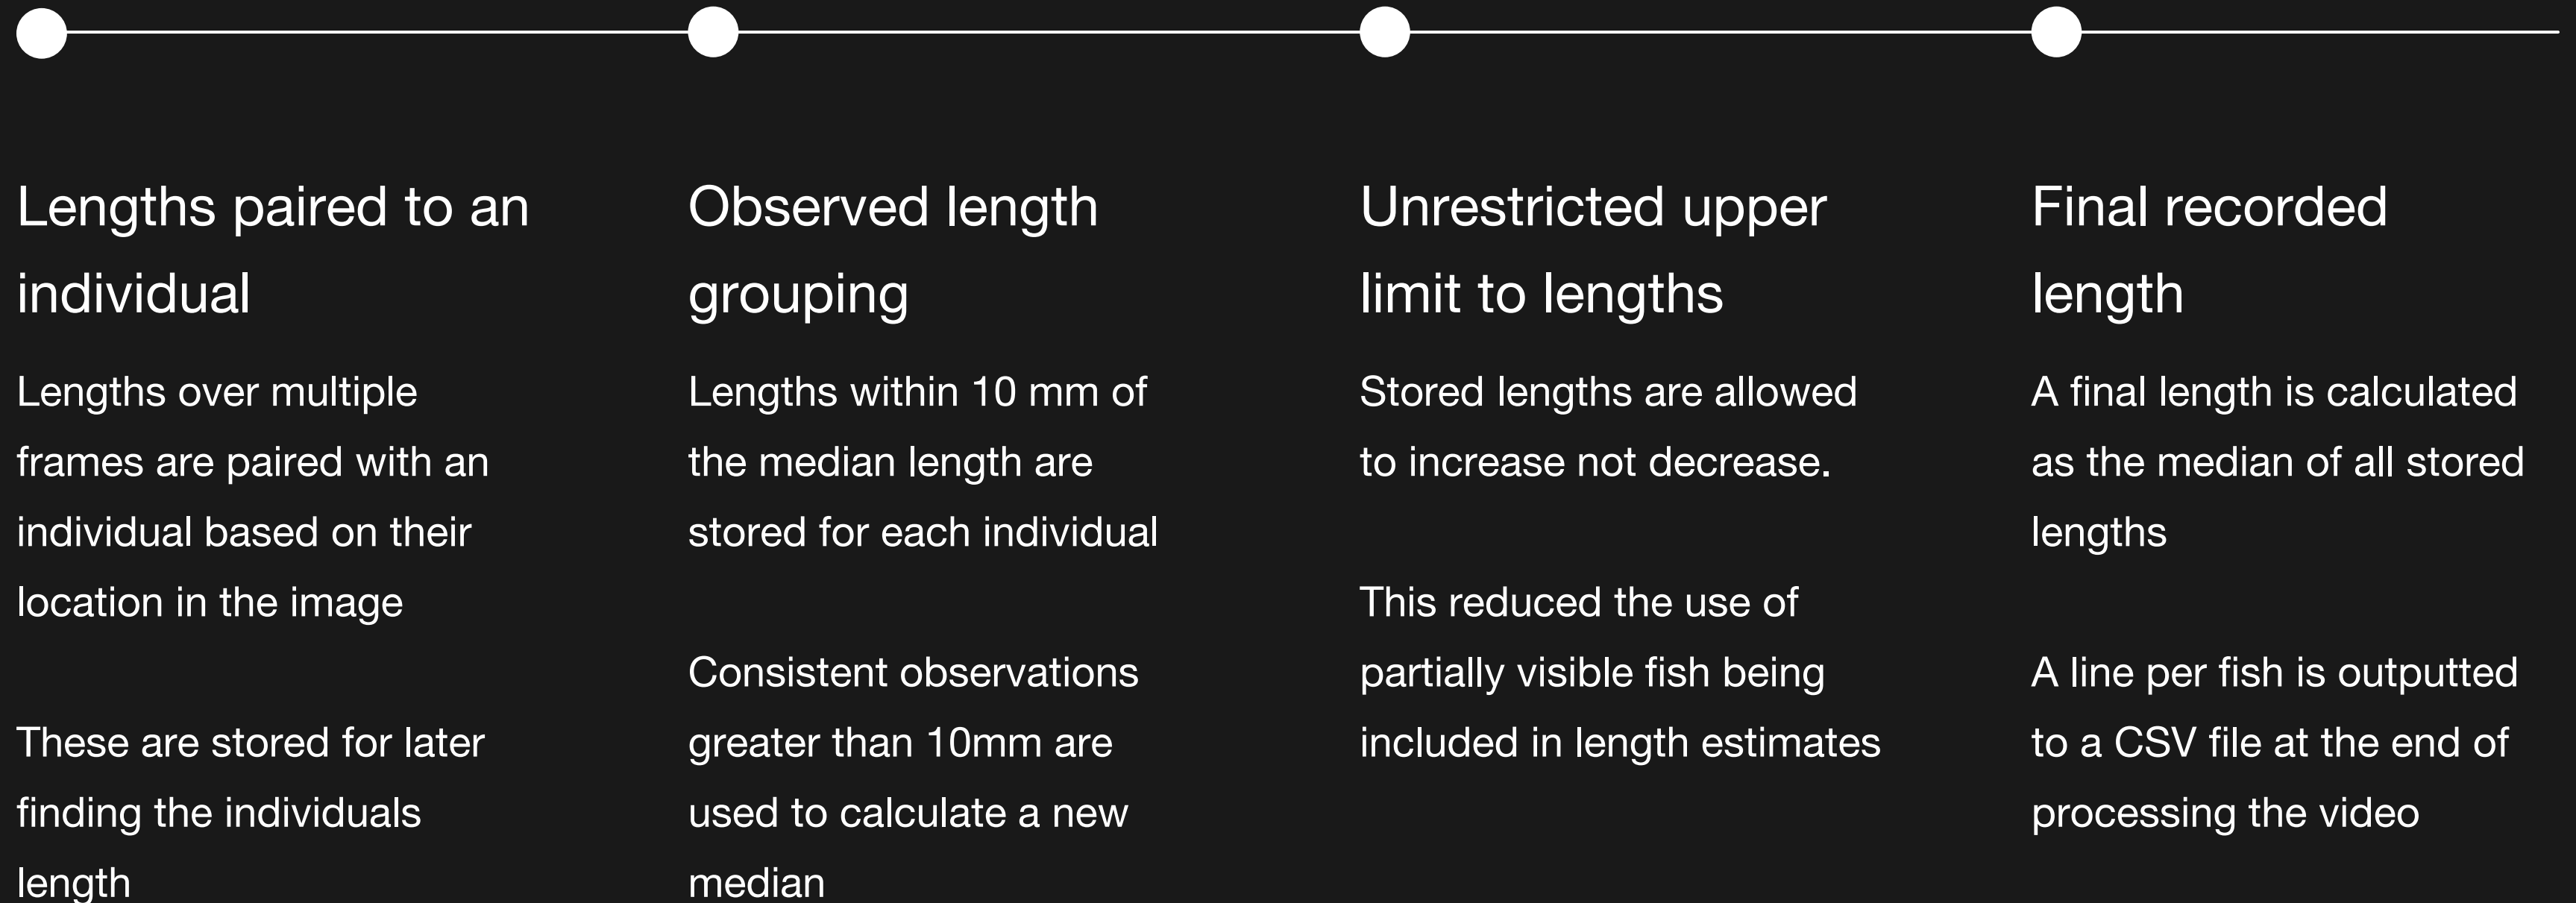 Lengths paired to an
individual
Lengths over multiple
frames are paired with an
individual based on their
location in the image
These are stored for later
finding the individuals
length
Observed length
grouping
Lengths within 10 mm of
the median length are
stored for each individual
Consistent observations
greater than 10mm are
used to calculate a new
median
Unrestricted upper
limit to lengths
Stored lengths are allowed
to increase not decrease.
This reduced the use of
partially visible fish being
included in length estimates
Final recorded
length
A final length is calculated
as the median of all stored
lengths
A line per fish is outputted
to a CSV file at the end of
processing the video